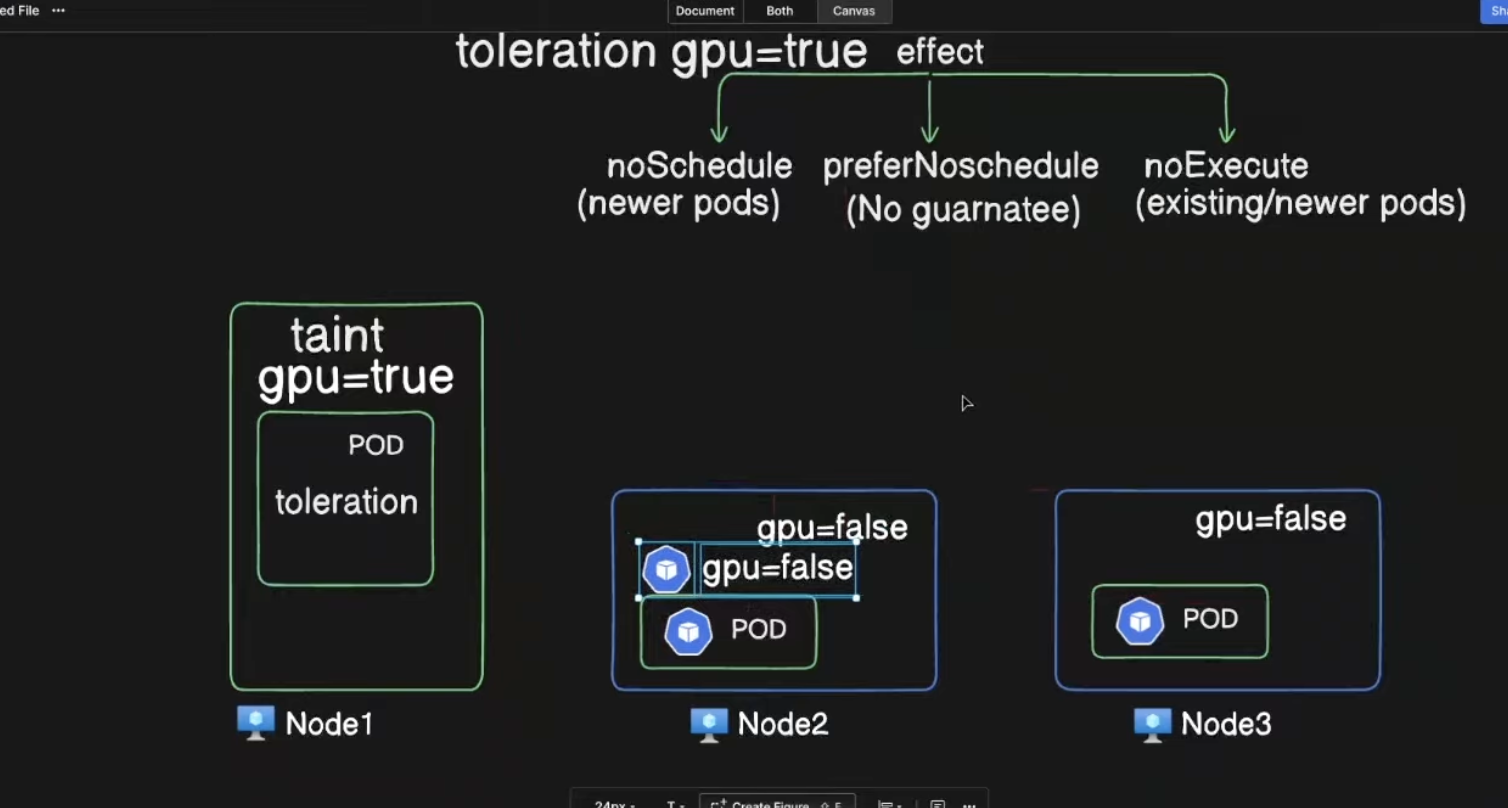 ed File ···
Document Both Canvas
Sh
toleration gpu=true effect
noSchedule preferNoschedule noExecute
(newer pods) (No guarnatee) (existing/newer pods)
taint
gpu=true
POD
toleration
gpu=false
gpu=false
POD
gpu=false
POD
Node1 Node2 Node3
24px T Create Figure ⇧ F ···